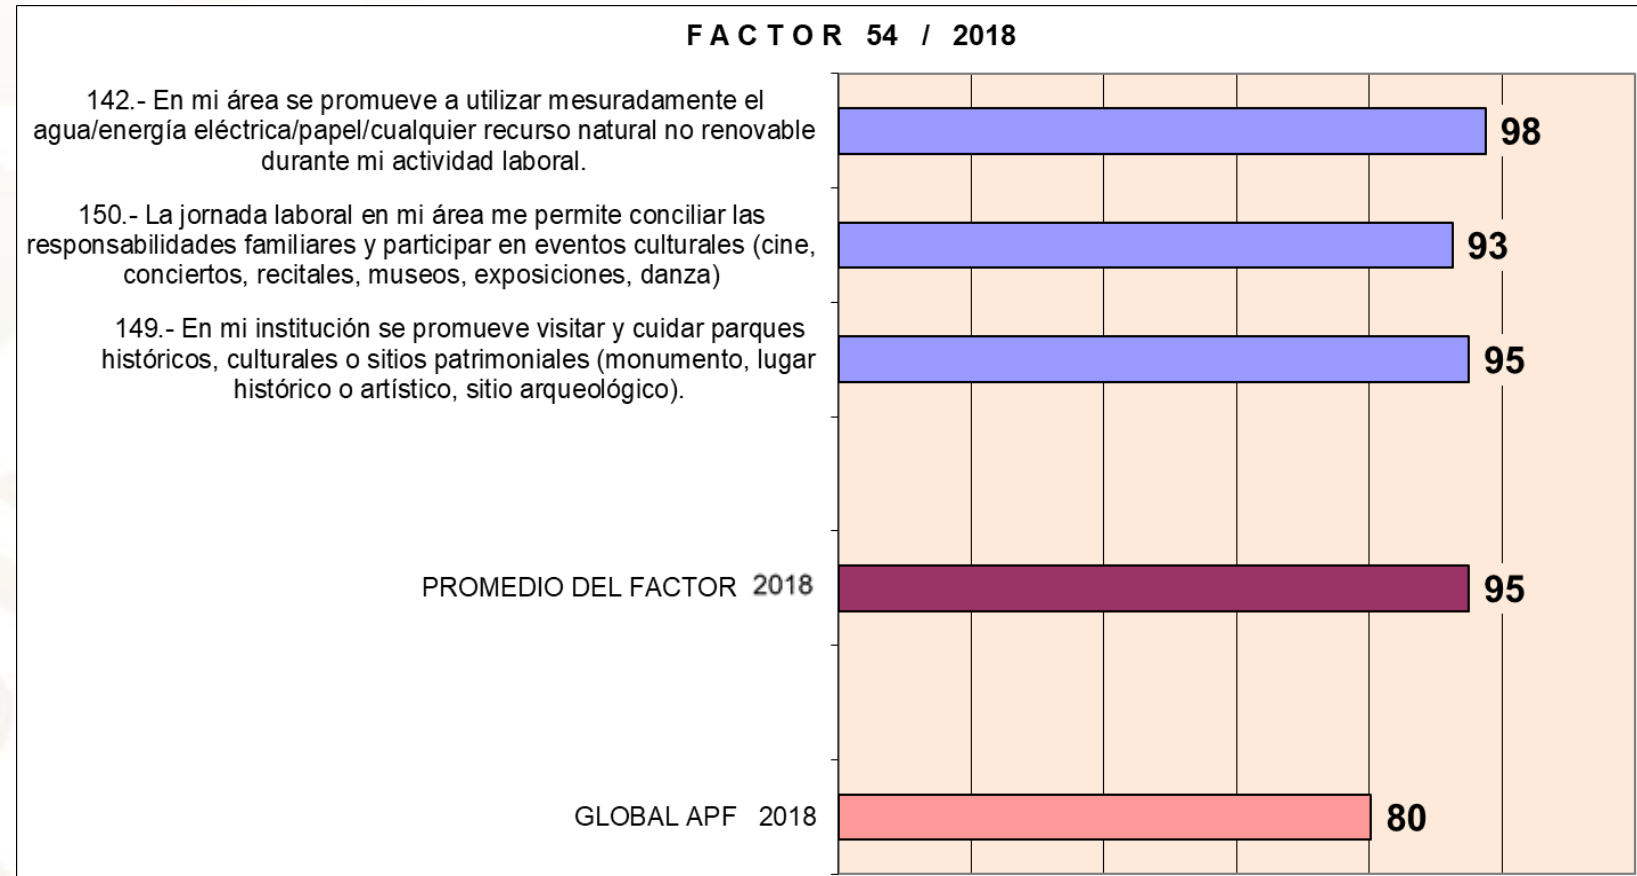 F A C T O R 54 / 2018
142.- En mi área se promueve a utilizar mesuradamente el
agua/energía eléctrica/papel/cualquier recurso natural no renovable
durante mi actividad laboral.
98
150.- La jornada laboral en mi área me permite conciliar las
responsabilidades familiares y participar en eventos culturales (cine,
conciertos, recitales, museos, exposiciones, danza)
93
149.- En mi institución se promueve visitar y cuidar parques
históricos, culturales o sitios patrimoniales (monumento, lugar
histórico o artístico, sitio arqueológico).
95
PROMEDIO DEL FACTOR 2018
95
GLOBAL APF 2018
80